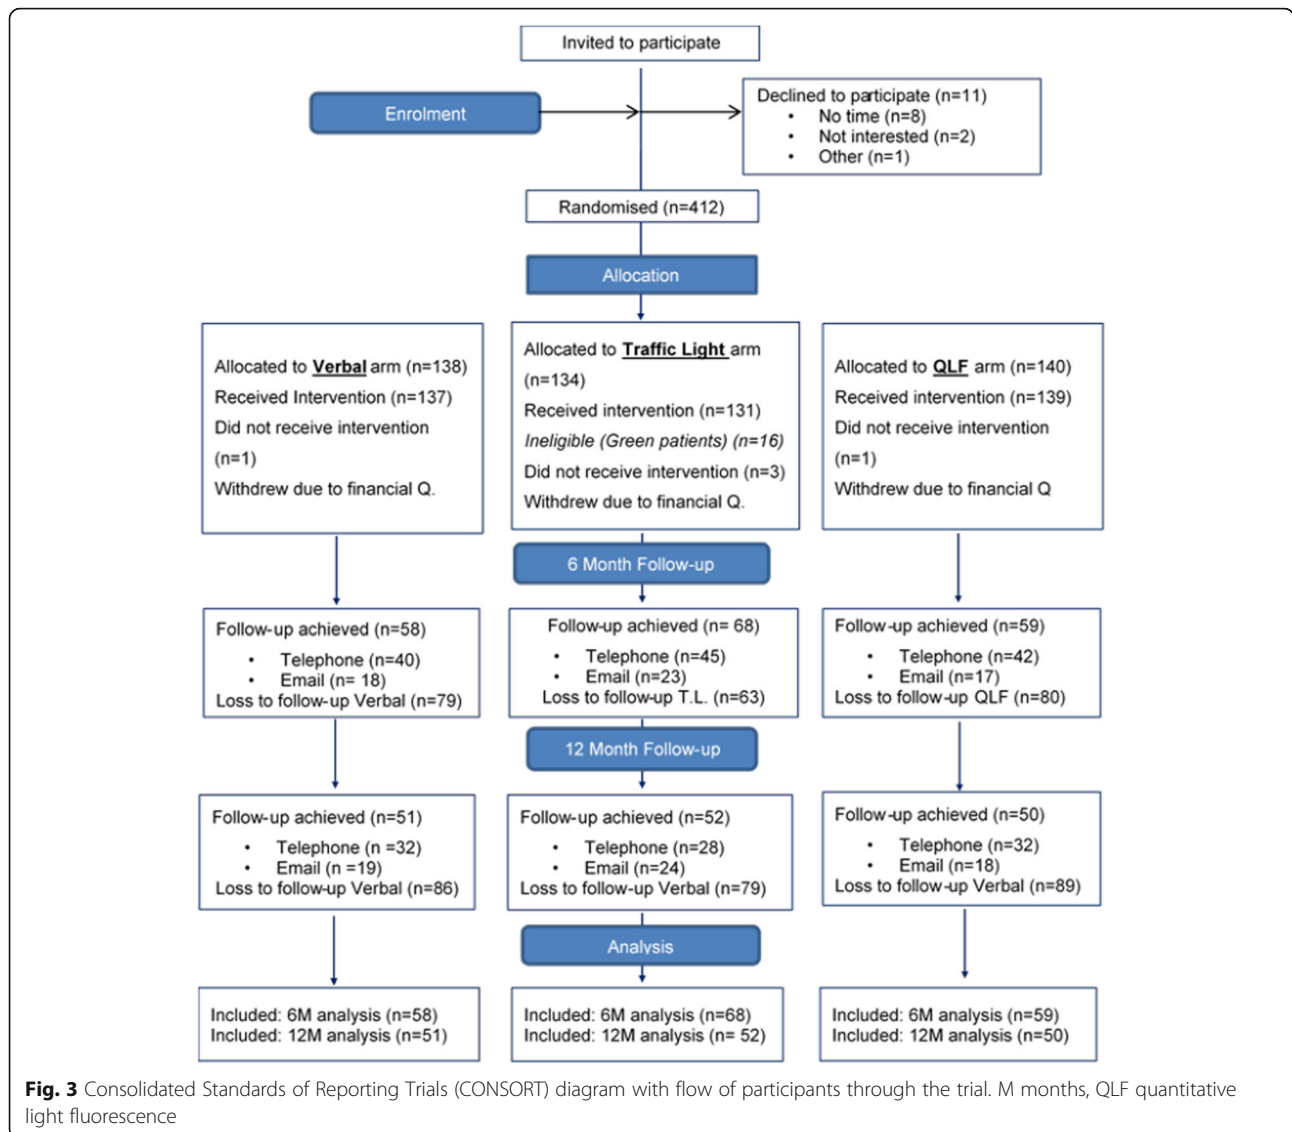 Invited to participate
Enrolment
Declined to participate (n=11)
• No time (n=8)
• Not interested (n=2)
• Other (n=1)
Randomised (n=412)
Allocation
Allocated to Verbal arm (n=138)
Received Intervention (n=137)
Did not receive intervention
(n=1)
Withdrew due to financial Q.
Allocated to Traffic Light arm
(n=134)
Received intervention (n=131)
Ineligible (Green patients) (n=16)
Did not receive intervention (n=3)
Withdrew due to financial Q.
Allocated to QLF arm (n=140)
Received intervention (n=139)
Did not receive intervention
(n=1)
Withdrew due to financial Q
6 Month Follow-up
Follow-up achieved (n=58)
• Telephone (n=40)
• Email (n= 18)
Loss to follow-up Verbal (n=79)
Follow-up achieved (n= 68)
• Telephone (n=45)
• Email (n=23)
Loss to follow-up T.L. (n=63)
Follow-up achieved (n=59)
• Telephone (n=42)
• Email (n=17)
Loss to follow-up QLF (n=80)
12 Month Follow-up
Follow-up achieved (n=51)
• Telephone (n =32)
• Email (n =19)
Loss to follow-up Verbal (n=86)
Follow-up achieved (n=52)
• Telephone (n=28)
• Email (n=24)
Loss to follow-up Verbal (n=79)
Follow-up achieved (n=50)
• Telephone (n=32)
• Email (n=18)
Loss to follow-up Verbal (n=89)
Analysis
Included: 6M analysis (n=58)
Included: 12M analysis (n=51)
Included: 6M analysis (n=68)
Included: 12M analysis (n= 52)
Included: 6M analysis (n=59)
Included: 12M analysis (n=50)
Fig. 3 Consolidated Standards of Reporting Trials (CONSORT) diagram with flow of participants through the trial. M months, QLF quantitative
light fluorescence